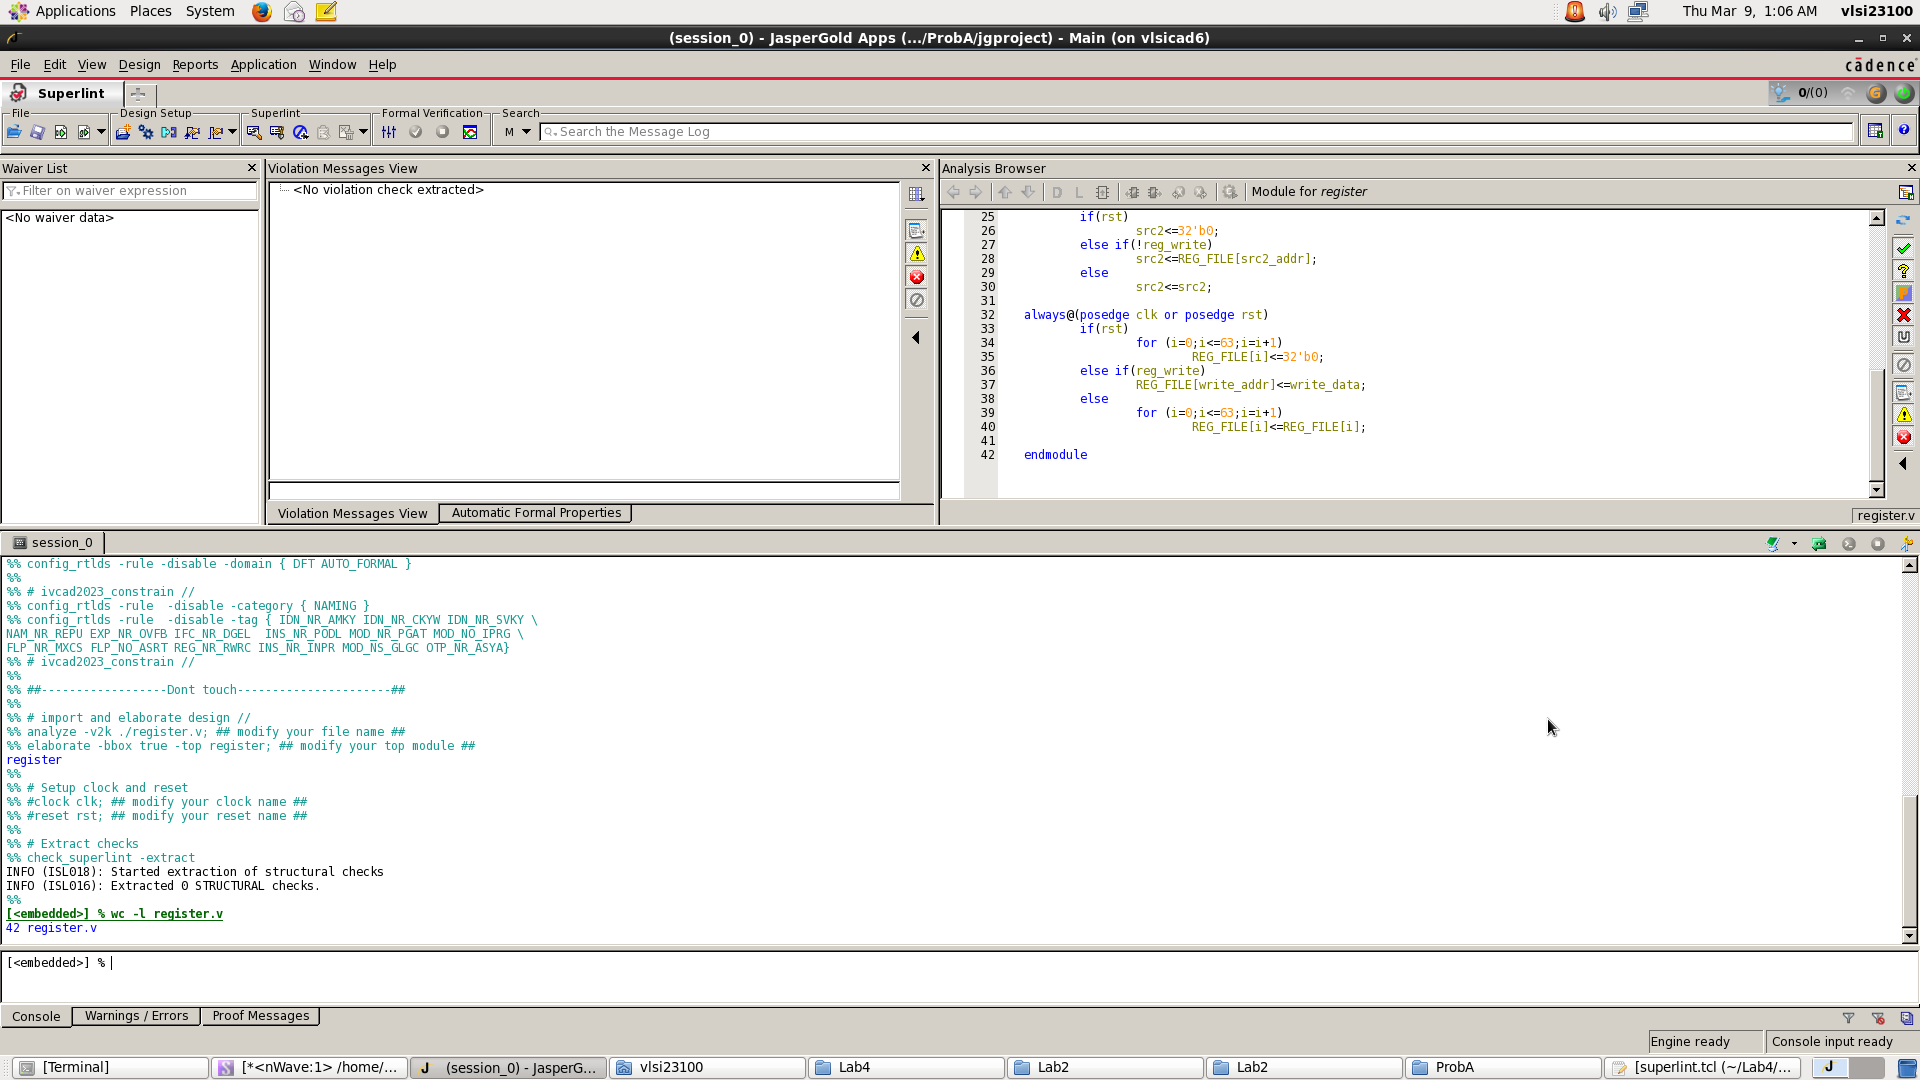 Applications Places System Thu Mar 9, 1:06 AM vlsi23100
(session_0) - JasperGold Apps (.../ProbA/jgproject) - Main (on vlsicad6)
File Edit View Design Reports Application Window Help cādence
Superlint 0/(0)
File Design Setup Superlint Formal Verification Search
M Search the Message Log
Waiver List
Filter on waiver expression
<No waiver data>
Violation Messages View
<No violation check extracted>
Violation Messages View Automatic Formal Properties
Analysis Browser
Module for register
25 if(rst)
26 src2<=32'b0;
27 else if(!reg_write)
28 src2<=REG_FILE[src2_addr];
29 else
30 src2<=src2;
31
32 always@(posedge clk or posedge rst)
33 if(rst)
34 for (i=0;i<=63;i=i+1)
35 REG_FILE[i]<=32'b0;
36 else if(reg_write)
37 REG_FILE[write_addr]<=write_data;
38 else
39 for (i=0;i<=63;i=i+1)
40 REG_FILE[i]<=REG_FILE[i];
41
42 endmodule
register.v
session_0
%% config_rtlds -rule -disable -domain { DFT AUTO_FORMAL }
%%
%% # ivcad2023_constrain //
%% config_rtlds -rule  -disable -category { NAMING }
%% config_rtlds -rule  -disable -tag { IDN_NR_AMKY IDN_NR_CKYW IDN_NR_SVKY \
NAM_NR_REPU EXP_NR_OVFB IFC_NR_DGEL  INS_NR_PODL MOD_NR_PGAT MOD_NO_IPRG \
FLP_NR_MXCS FLP_NO_ASRT REG_NR_RWRC INS_NR_INPR MOD_NS_GLGC OTP_NR_ASYA}
%% # ivcad2023_constrain //
%%
%% ##------------------Dont touch----------------------##
%%
%% # import and elaborate design //
%% analyze -v2k ./register.v; ## modify your file name ##
%% elaborate -bbox true -top register; ## modify your top module ##
register
%%
%% # Setup clock and reset
%% #clock clk; ## modify your clock name ##
%% #reset rst; ## modify your reset name ##
%%
%% # Extract checks
%% check_superlint -extract
INFO (ISL018): Started extraction of structural checks
INFO (ISL016): Extracted 0 STRUCTURAL checks.
%%
[<embedded>] % wc -l register.v
42 register.v
[<embedded>] %
Console Warnings / Errors Proof Messages
Engine ready Console input ready
[Terminal] [*<nWave:1> /home/... (session_0) - JasperG... vlsi23100 Lab4 Lab2 Lab2 ProbA [superlint.tcl (~/Lab4/...